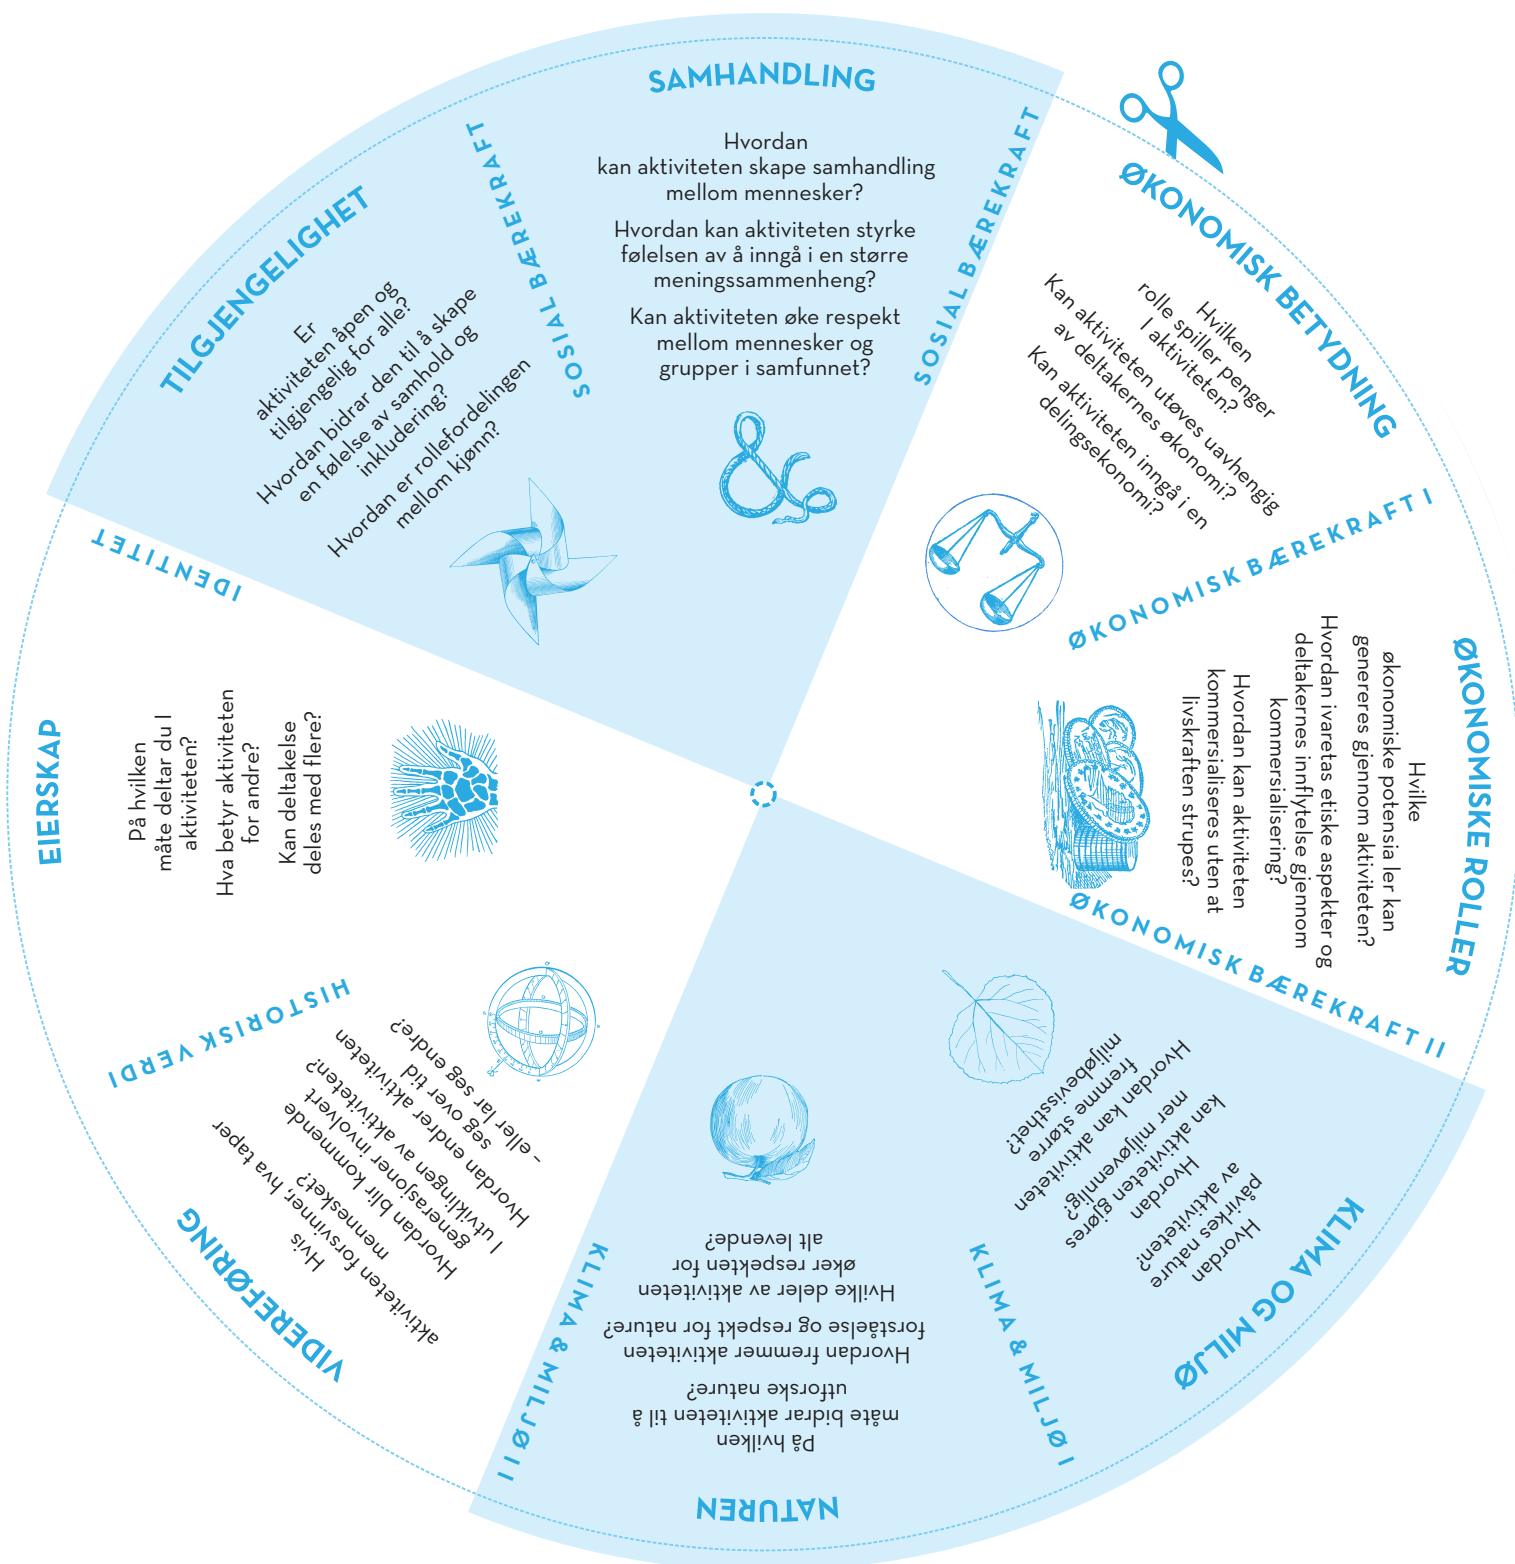 SAMHANDLING
Hvordan
kan aktiviteten skape samhandling
mellom mennesker?
Hvordan kan aktiviteten styrke
følelsen av å inngå i en større
meningssammenheng?
Kan aktiviteten øke respekt
mellom mennesker og
grupper i samfunnet?
SOSIAL BÆREKRAFT
ØKONOMISK BETYDNING
Hvilken
rolle spiller penger
I aktiviteten?
Kan aktiviteten utøves uavhengig
av deltakernes økonomi?
Kan aktiviteten inngå i en
delingsekonomi?
ØKONOMISK BÆREKRAFT I
ØKONOMISKE ROLLER
Hvilke
økonomiske potensia ler kan
genereres gjennom aktiviteten?
Hvordan ivaretas etiske aspekter og
deltakernes innflytelse gjennom
kommersialisering?
Hvordan kan aktiviteten
kommersialiseres uten at
livskraften strupes?
ØKONOMISK BÆREKRAFT II
KLIMA OG MILJØ
Hvordan
påvirkes nature
av aktiviteten?
Hvordan
kan aktiviteten gjøres
mer miljøvennlig?
Hvordan kan aktiviteten
fremme større
miljøbevissthet?
KLIMA & MILJØ I
NATUREN
På hvilken
måte bidrar aktiviteten til å
utforske nature?
Hvordan fremmer aktiviteten
forståelse og respekt for nature?
Hvilke deler av aktiviteten
øker respekten for
alt levende?
KLIMA & MILJØ II
VIDEREFØRING
Hvis
aktiviteten forsvinner, hva taper
mennesket?
Hvordan blir kommende
generasjoner involvert
I utviklingen av aktiviteten?
Hvordan endrer aktiviteten
seg over tid
– eller lar seg endre?
HISTORISK VERDI
EIERSKAP
På hvilken
måte deltar du I
aktiviteten?
Hva betyr aktiviteten
for andre?
Kan deltakelse
deles med flere?
IDENTITET
TILGJENGELIGHET
Er
aktiviteten åpen og
tilgjengelig for alle?
Hvordan bidrar den til å skape
en følelse av samhold og
inkludering?
Hvordan er rollefordelingen
mellom kjønn?
SOSIAL BÆREKRAFT